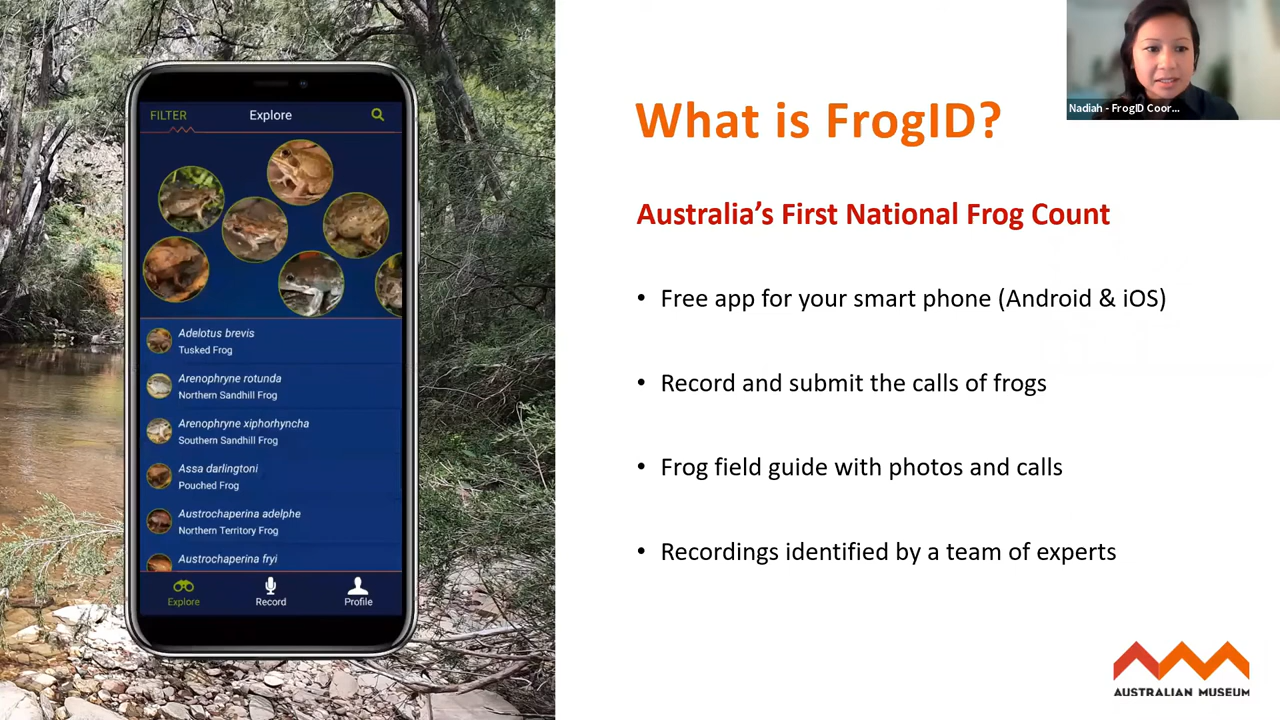 FILTER
Explore
Adelotus brevis
Tusked Frog
Arenophryne rotunda
Northern Sandhill Frog
Arenophryne xiphorhyncha
Southern Sandhill Frog
Assa darlingtoni
Pouched Frog
Austrochaperina adelphe
Northern Territory Frog
Austrochaperina fryi
Explore
Record
Profile
What is FrogID?
Australia’s First National Frog Count
• Free app for your smart phone (Android & iOS)
• Record and submit the calls of frogs
• Frog field guide with photos and calls
• Recordings identified by a team of experts
Nadiah - FrogID Coor...
AUSTRALIAN MUSEUM